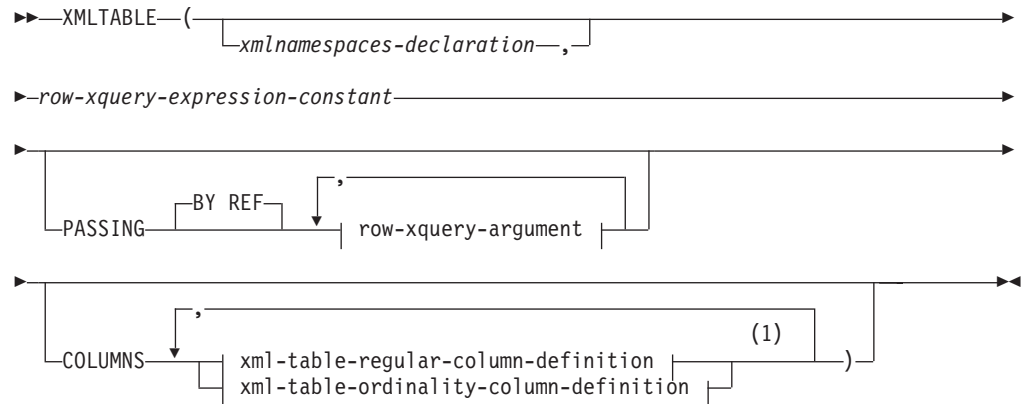 XMLTABLE (
xmlnamespaces-declaration ,
row-xquery-expression-constant
,
BY REF
PASSING row-xquery-argument
,
(1)
COLUMNS xml-table-regular-column-definition )
xml-table-ordinality-column-definition